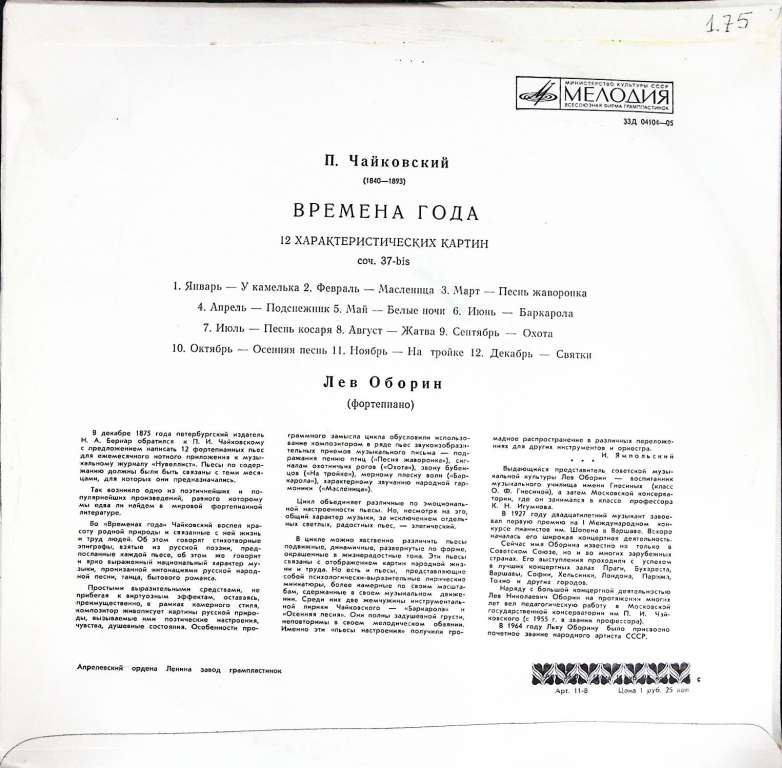 1.75
МИНИСТЕРСТВО КУЛЬТУРЫ СССР
МЕЛОДИЯ
ВСЕСОЮЗНАЯ ФИРМА ГРАМПЛАСТИНОК
33Д 04104—05
П. Чайковский
(1840—1893)
ВРЕМЕНА ГОДА
12 ХАРАКТЕРИСТИЧЕСКИХ КАРТИН
соч. 37-bis
1. Январь — У камелька 2. Февраль — Масленица 3. Март — Песнь жаворонка
4. Апрель — Подснежник 5. Май — Белые ночи 6. Июнь — Баркарола
7. Июль — Песнь косаря 8. Август — Жатва 9. Сентябрь — Охота
10. Октябрь — Осенняя песнь 11. Ноябрь — На тройке 12. Декабрь — Святки
Лев Оборин
(фортепиано)
В декабре 1875 года петербургский издатель
Н. А. Бернар обратился к П. И. Чайковскому
с предложением написать 12 фортепианных пьес
для ежемесячного нотного приложения к музы-
кальному журналу «Нувеллист». Пьесы по содер-
жанию должны были быть связаны с теми меся-
цами, для которых они предназначались.
Так возникло одно из поэтичнейших и по-
пулярнейших произведений, равного которому
мы едва ли найдем в мировой фортепианной
литературе.
Во «Временах года» Чайковский воспел кра-
соту родной природы и связанные с ней жизнь
и труд людей. Об этом говорят стихотворные
эпиграфы, взятые из русской поэзии, пред-
посланные каждой пьесе, об этом же говорит
и ярко выраженный национальный характер му-
зыки, пронизанной интонациями русской народ-
ной песни, танца, бытового романса.
Простыми выразительными средствами, не
прибегая к виртуозным эффектам, оставаясь,
преимущественно, в рамках камерного стиля,
композитор живописует картины русской приро-
ды, вызываемые ими поэтические настроения,
чувства, душевные состояния. Особенности про-
граммного замысла цикла обусловили использо-
вание композитором в ряде пьес звукоизобрази-
тельных приемов музыкального письма — под-
ражания пению птиц («Песня жаворонка»), сиг-
налам охотничьих рогов («Охота»), звону бубен-
цов («На тройке»), мерному плеску волн («Бар-
карола»), характерному звучанию народной гар-
моники («Масленица»).
Цикл объединяет различные по эмоциональ-
ной настроенности пьесы. Но, несмотря на это,
общий характер музыки, за исключением отдель-
ных светлых, радостных пьес, — элегический.
В цикле можно явственно различить пьесы
подвижные, динамичные, развернутые по форме,
окрашенные в жизнерадостные тона. Эти пьесы
связаны с отображением картин народной жиз-
ни и труда. Но есть и пьесы, представляющие
собой психологически-выразительные лирические
миниатюры, более камерные по своим масшта-
бам, сдержанные в своем музыкальном движе-
нии. Среди них две жемчужины инструменталь-
ной лирики Чайковского — «Баркарола» и
«Осенняя песня». Они полны задушевной грусти,
неповторимы в своем мелодическом обаянии.
Именно эти «пьесы настроения» получили гро-
мадное распространение в различных переложе-
ниях для других инструментов и оркестра.
И. Ямпольский
* * *
Выдающийся представитель советской музы-
кальной культуры Лев Оборин — воспитанник
музыкального училища имени Гнесиных (класс
О. Ф. Гнесиной), а затем Московской консерва-
тории, где он занимался в классе профессора
К. Н. Игумнова.
В 1927 году двадцатилетний музыкант завое-
вал первую премию на I Международном кон-
курсе пианистов им. Шопена в Варшаве. Вскоре
началась его широкая концертная деятельность.
Сейчас имя Оборина известно не только в
Советском Союзе, но и во многих зарубежных
странах. Его выступления проходили с успехом
в лучших концертных залах Праги, Бухареста,
Варшавы, Софии, Хельсинки, Лондона, Парижа,
Токио и других городов.
Наряду с большой концертной деятельностью
Лев Николаевич Оборин на протяжении многих
лет вел педагогическую работу в Московской
государственной консерватории им П. И. Чай-
ковского (с 1955 г. в звании профессора).
В 1964 году Льву Оборину было присвоено
почетное звание народного артиста СССР.
Апрелевский ордена Ленина завод грампластинок
с
Арт. 11-8 Цена 1 руб. 25 коп